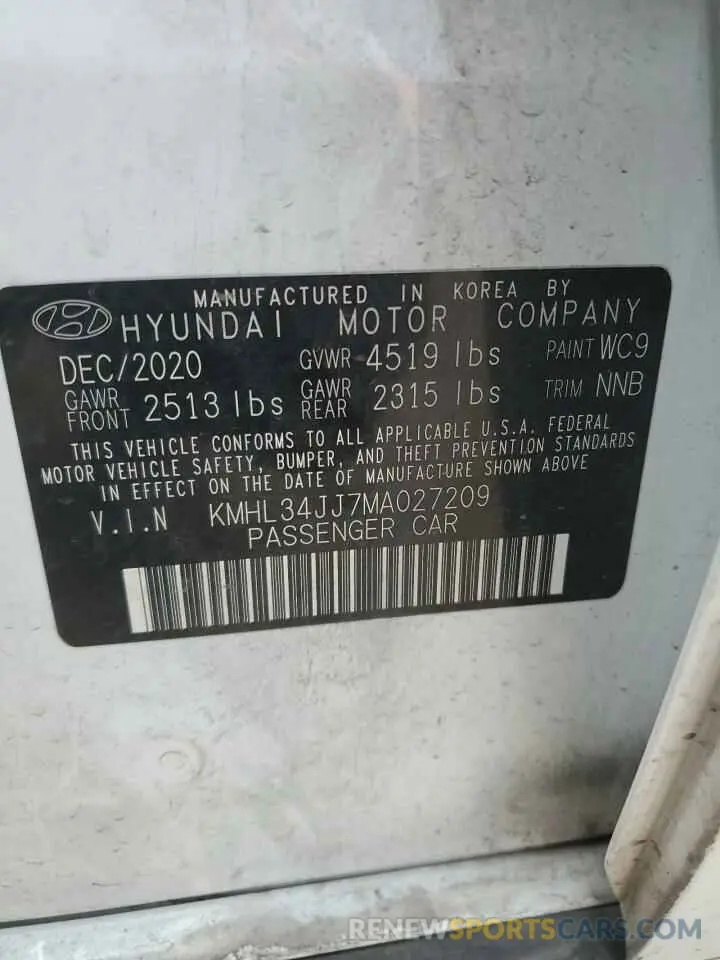 MANUFACTURED IN KOREA BY
HYUNDAI MOTOR COMPANY
DEC/2020 GVWR 4519 lbs PAINT WC9
GAWR FRONT 2513 lbs GAWR REAR 2315 lbs TRIM NNB
THIS VEHICLE CONFORMS TO ALL APPLICABLE U.S.A. FEDERAL
MOTOR VEHICLE SAFETY, BUMPER, AND THEFT PREVENTION STANDARDS
IN EFFECT ON THE DATE OF MANUFACTURE SHOWN ABOVE
V.I.N KMHL34JJ7MA027209
PASSENGER CAR
RENEWSPORTSCARS.COM